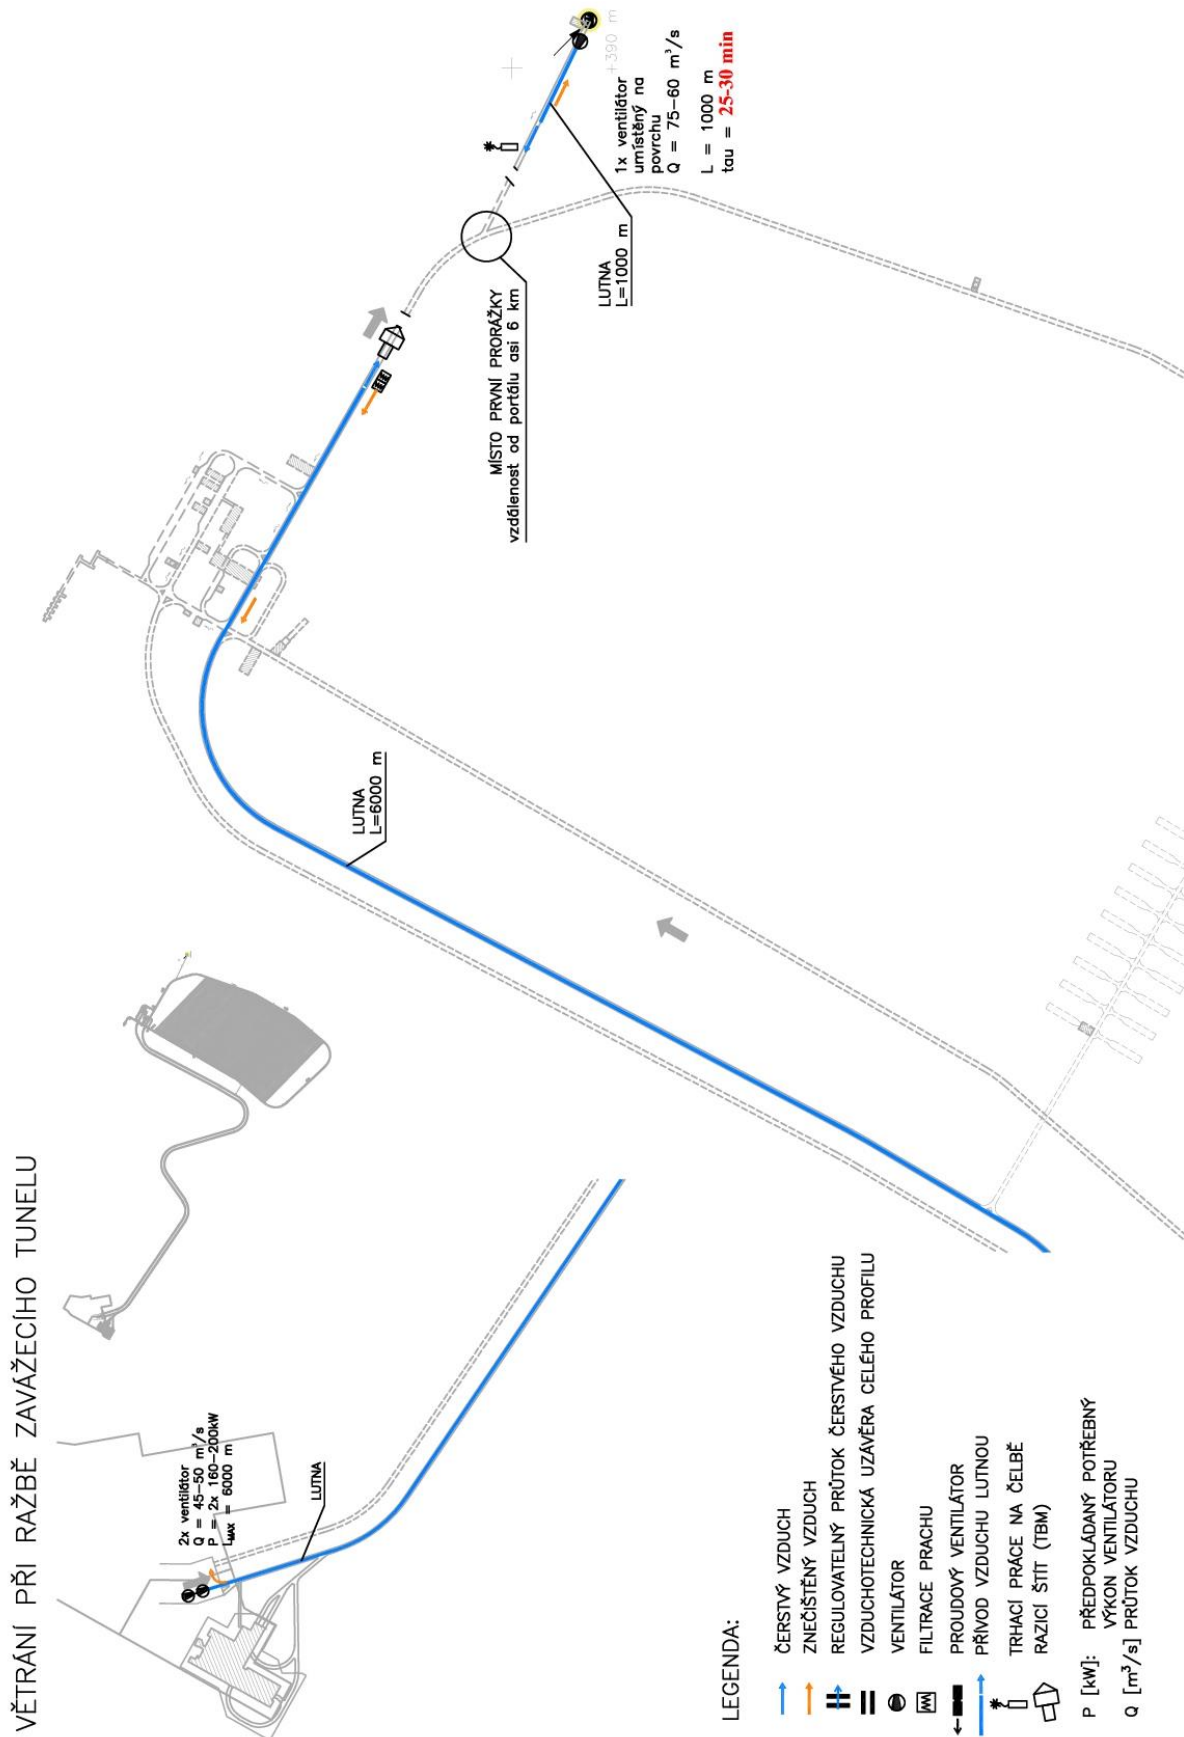 VĚTRÁNÍ PŘI RAŽBĚ ZAVÁŽECÍHO TUNELU
2x ventilátor
Q = 45-50 m³/s
P = 2x 160-200kW
LMAX = 6000 m
LUTNA
LUTNA
L=6000 m
MÍSTO PRVNÍ PRORÁŽKY
vzdálenost od portálu asi 6 km
LUTNA
L=1000 m
1x ventilátor
umístěný na
povrchu
Q = 75-60 m³/s
L = 1000 m
tau = 25-30 min
+390 m
LEGENDA:
ČERSTVÝ VZDUCH
ZNEČIŠTĚNÝ VZDUCH
REGULOVATELNÝ PRŮTOK ČERSTVÉHO VZDUCHU
VZDUCHOTECHNICKÁ UZÁVĚRA CELÉHO PROFILU
VENTILÁTOR
FILTRACE PRACHU
PROUDOVÝ VENTILÁTOR
PŘÍVOD VZDUCHU LUTNOU
TRHACÍ PRÁCE NA ČELBĚ
RAZICÍ ŠTÍT (TBM)
P [kW]: PŘEDPOKLÁDANÝ POTŘEBNÝ
VÝKON VENTILÁTORU
Q [m³/s] PRŮTOK VZDUCHU